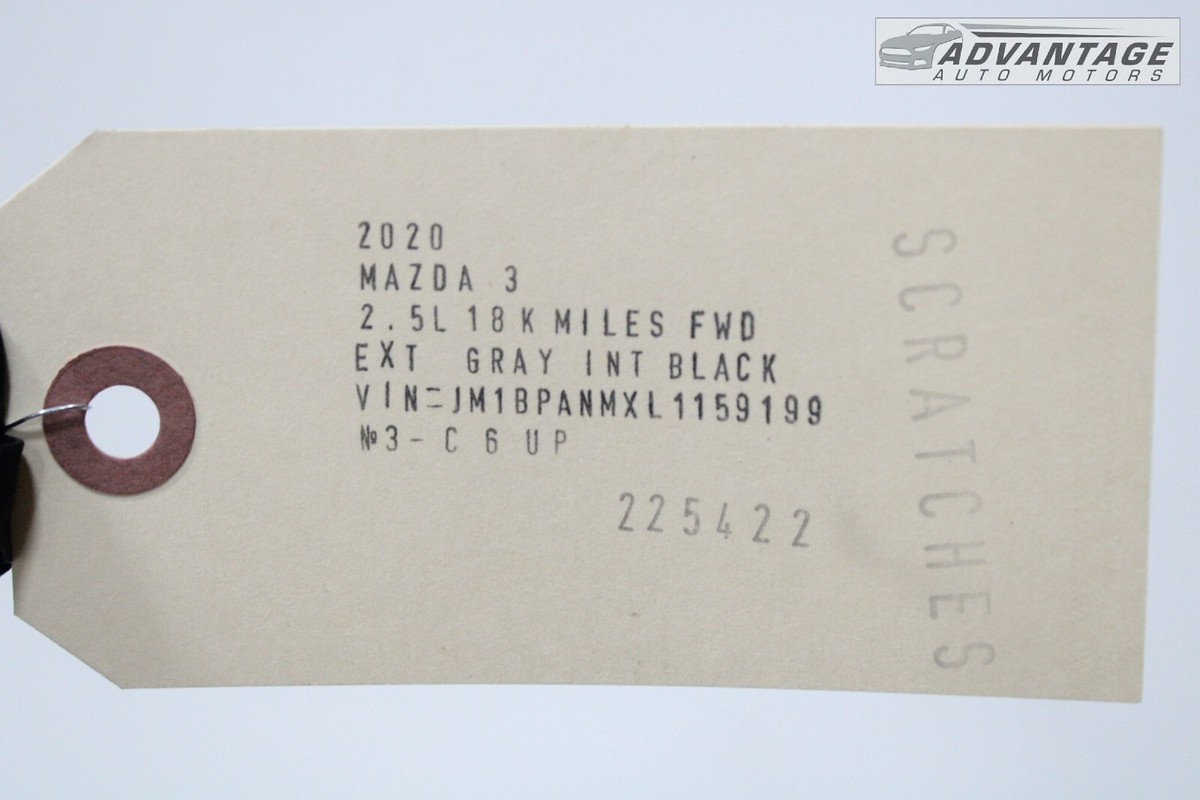 ADVANTAGE
AUTO MOTORS
2020
MAZDA 3
2.5L 18K MILES FWD
EXT GRAY INT BLACK
VIN=JM1BPANMXL1159199
№3- C 6 UP
225422
SCRATCHES